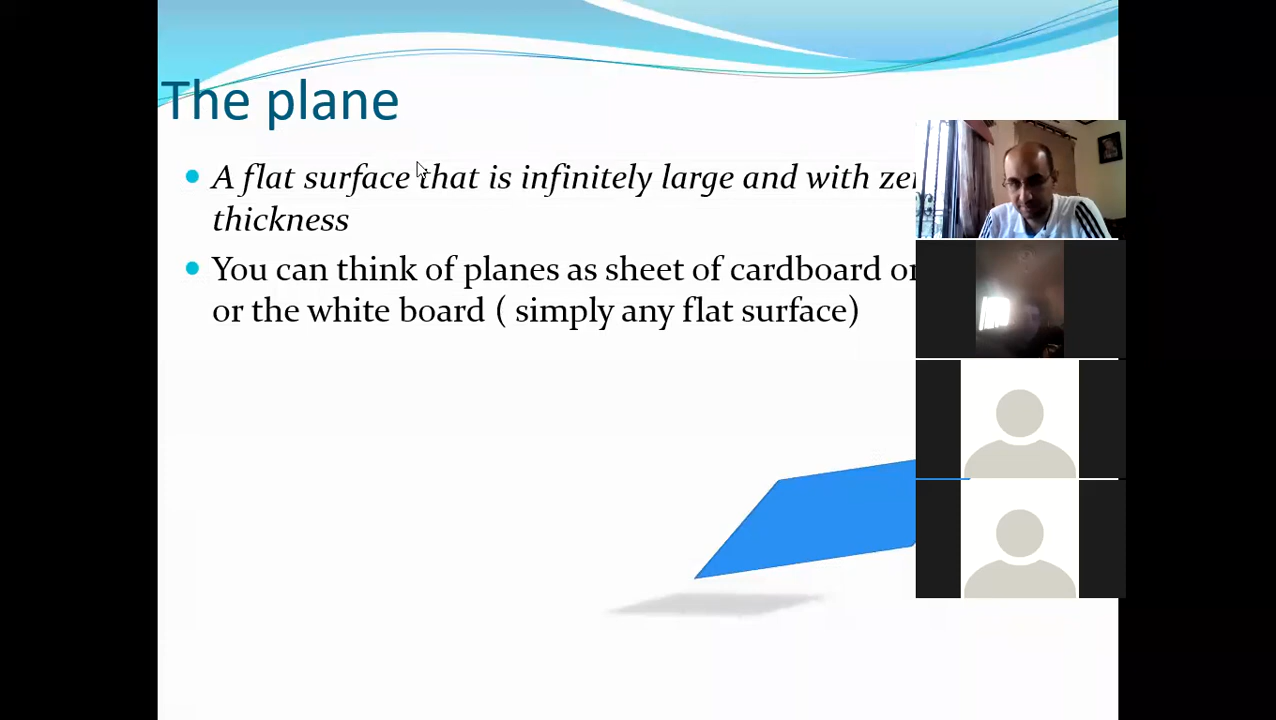 The plane
A flat surface that is infinitely large and with
thickness
You can think of planes as sheet of cardboard or
or the white board ( simply any flat surface)